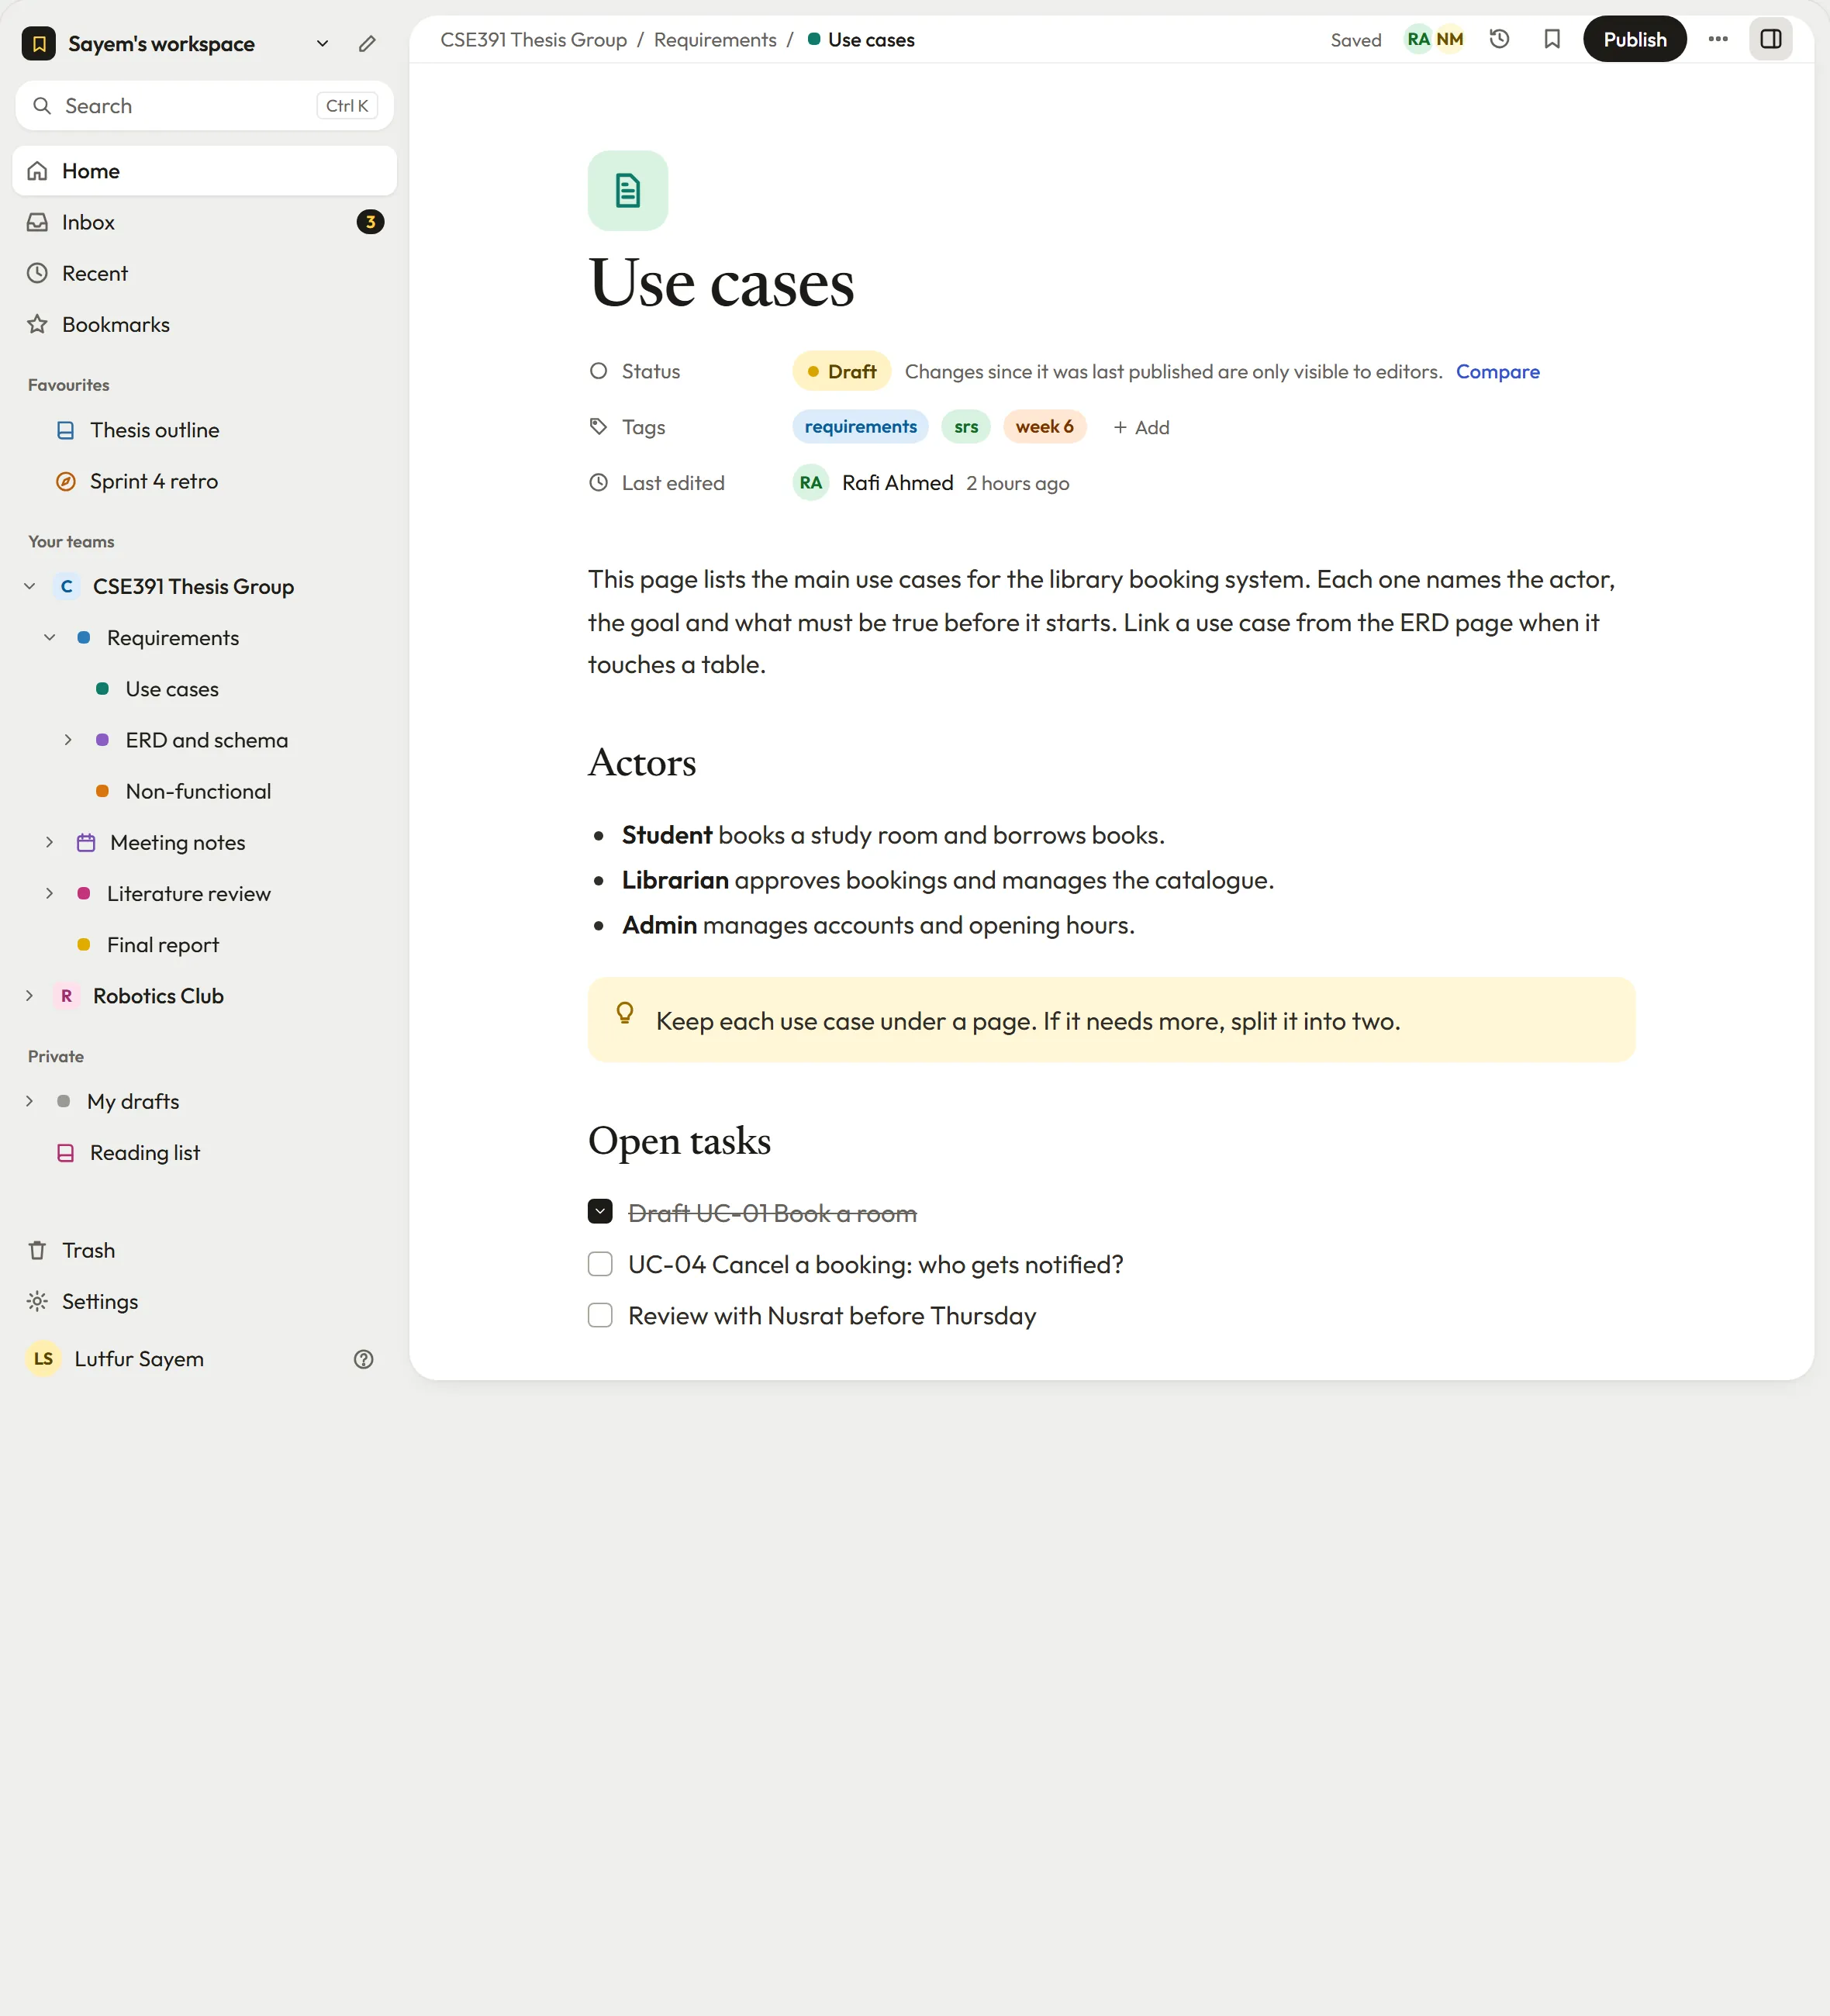 Sayem's workspace
Search Ctrl K
Home
Inbox 3
Recent
Bookmarks
Favourites
Thesis outline
Sprint 4 retro
Your teams
C CSE391 Thesis Group
Requirements
Use cases
ERD and schema
Non-functional
Meeting notes
Literature review
Final report
R Robotics Club
Private
My drafts
Reading list
Trash
Settings
LS Lutfur Sayem
CSE391 Thesis Group / Requirements / Use cases
Saved RA NM Publish
Use cases
Status Draft Changes since it was last published are only visible to editors. Compare
Tags requirements srs week 6 + Add
Last edited RA Rafi Ahmed 2 hours ago
This page lists the main use cases for the library booking system. Each one names the actor,
the goal and what must be true before it starts. Link a use case from the ERD page when it
touches a table.
Actors
Student books a study room and borrows books.
Librarian approves bookings and manages the catalogue.
Admin manages accounts and opening hours.
Keep each use case under a page. If it needs more, split it into two.
Open tasks
Draft UC-01 Book a room
UC-04 Cancel a booking: who gets notified?
Review with Nusrat before Thursday